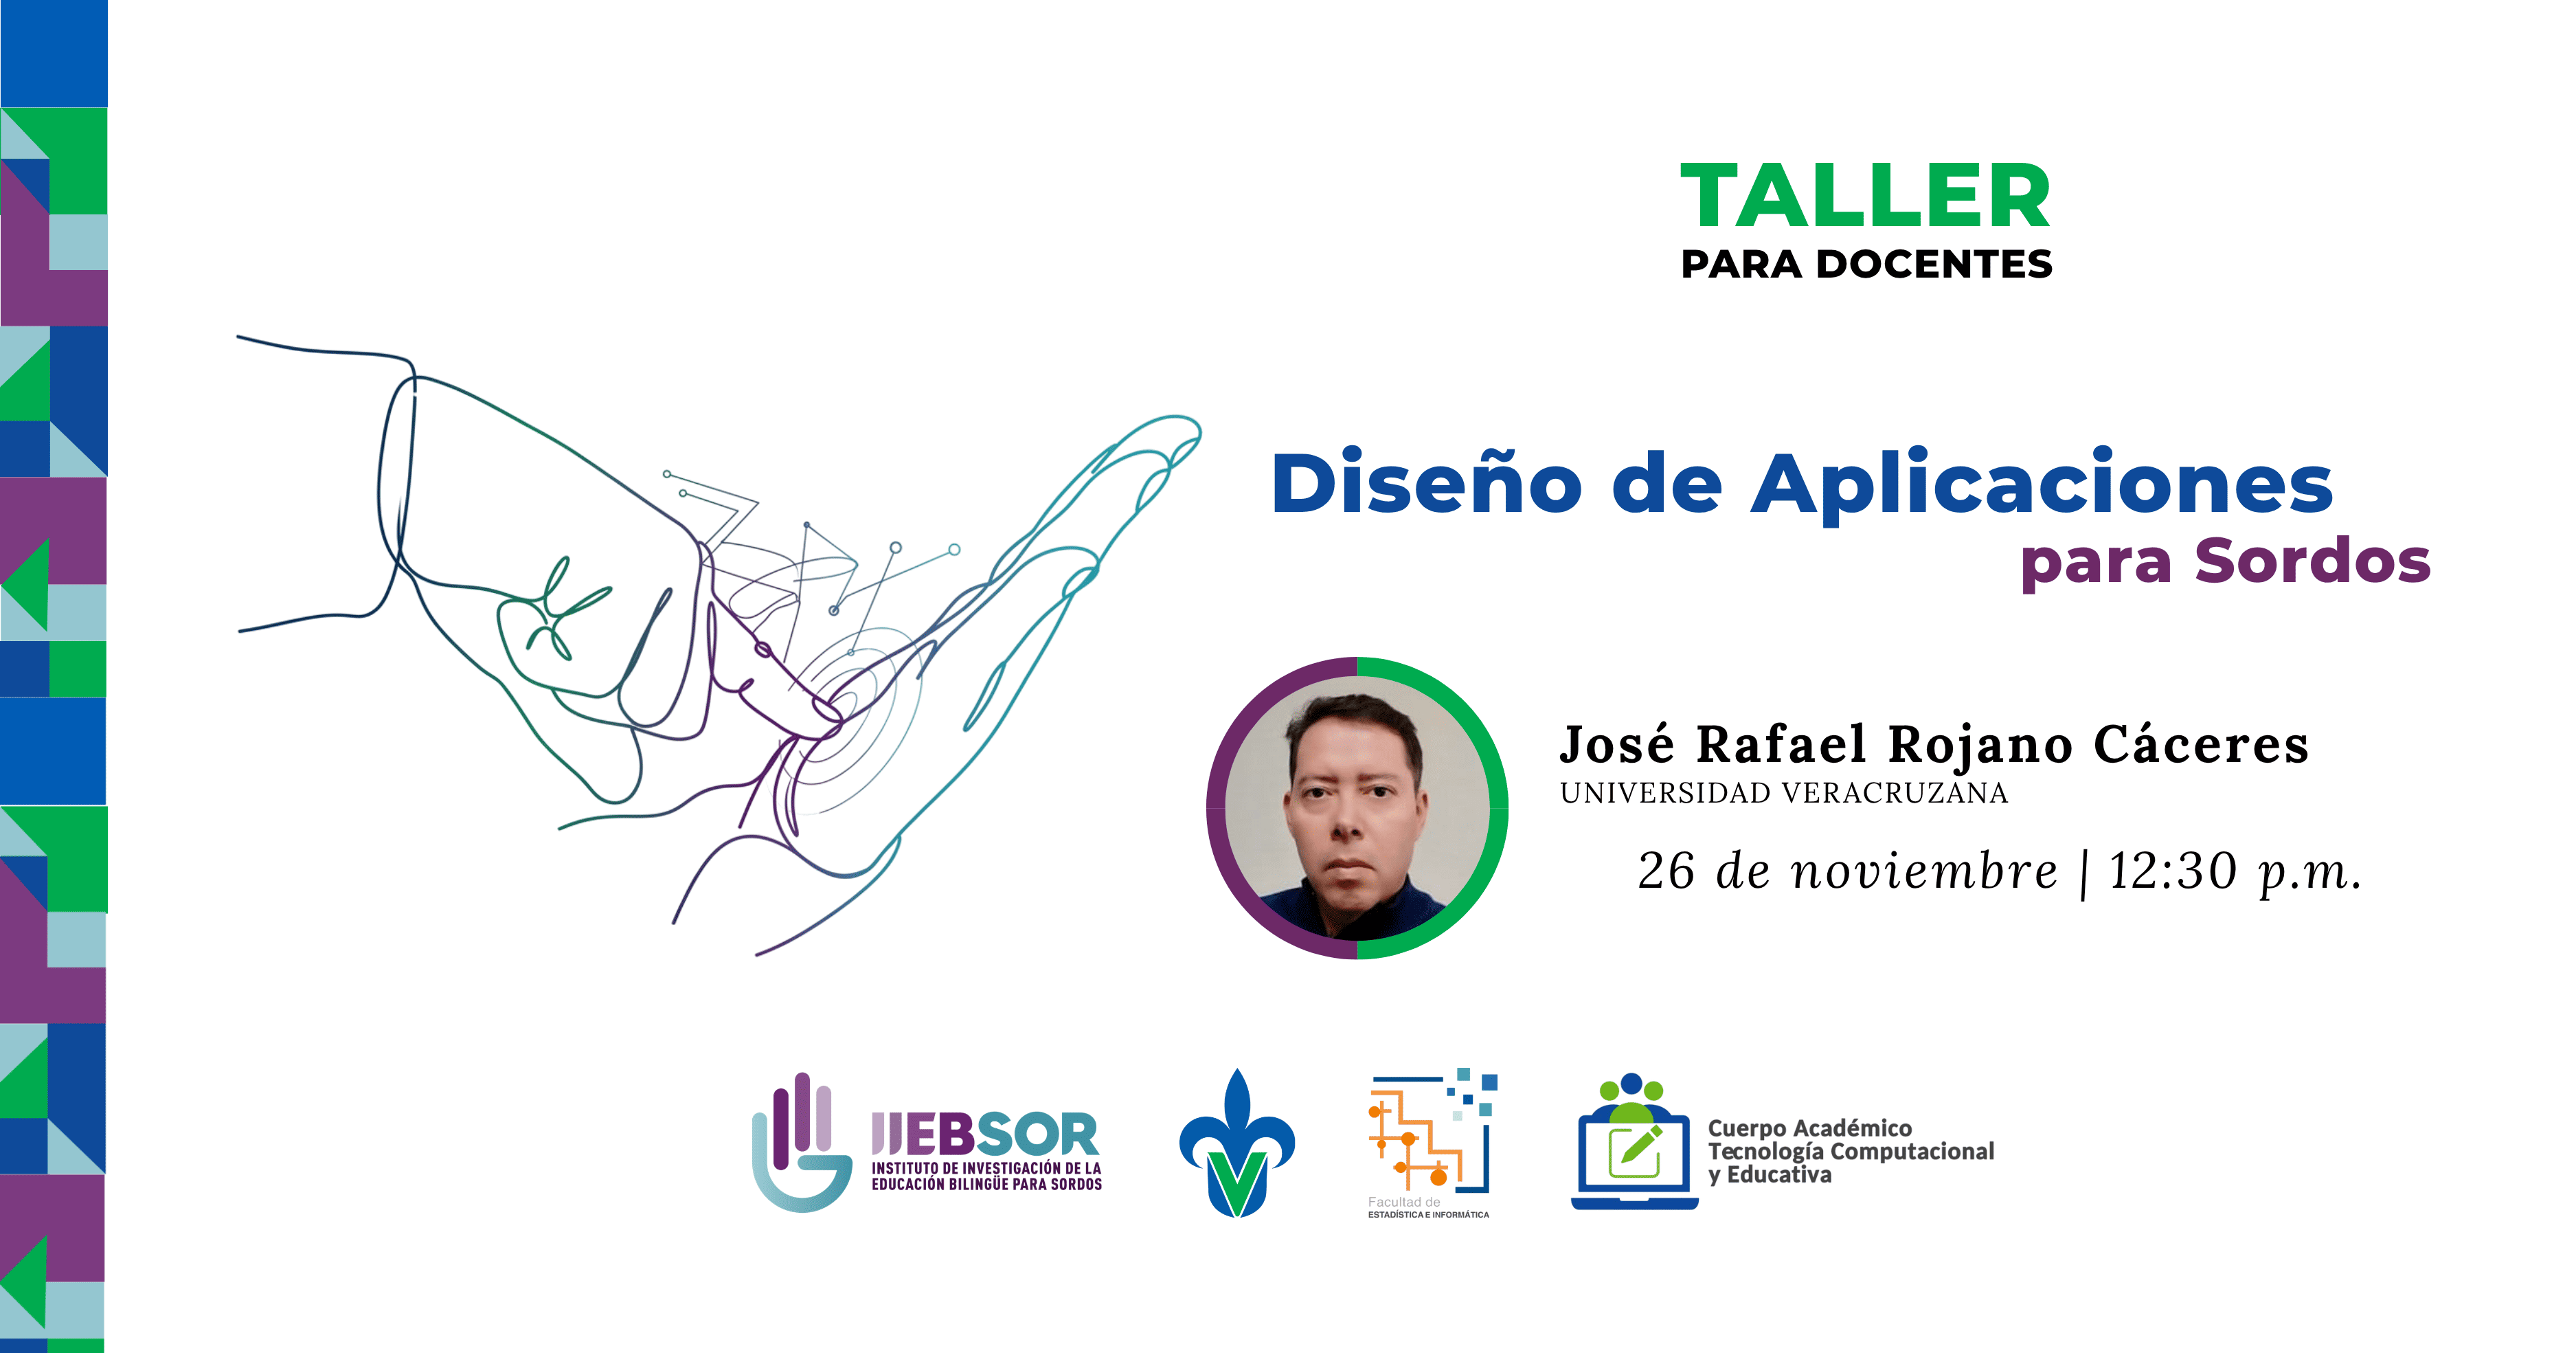 TALLER
PARA DOCENTES
Diseño de Aplicaciones
para Sordos
José Rafael Rojano Cáceres
UNIVERSIDAD VERACRUZANA
26 de noviembre | 12:30 p.m.
IIEBSOR
INSTITUTO DE INVESTIGACIÓN DE LA
EDUCACIÓN BILINGÜE PARA SORDOS
Facultad de
ESTADÍSTICA E INFORMÁTICA
Cuerpo Académico
Tecnología Computacional
y Educativa